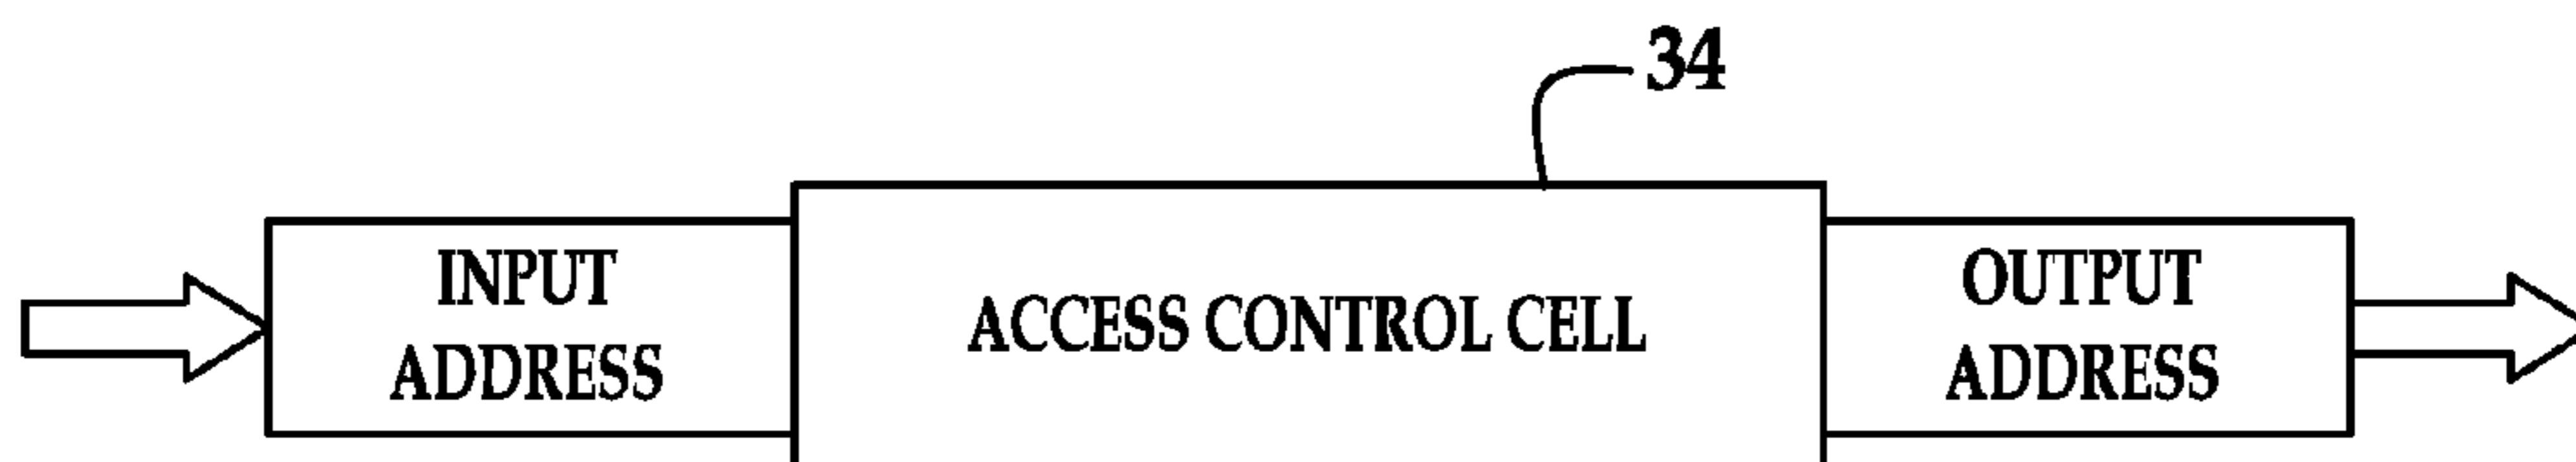 34
INPUT
ADDRESS
ACCESS CONTROL CELL
OUTPUT
ADDRESS